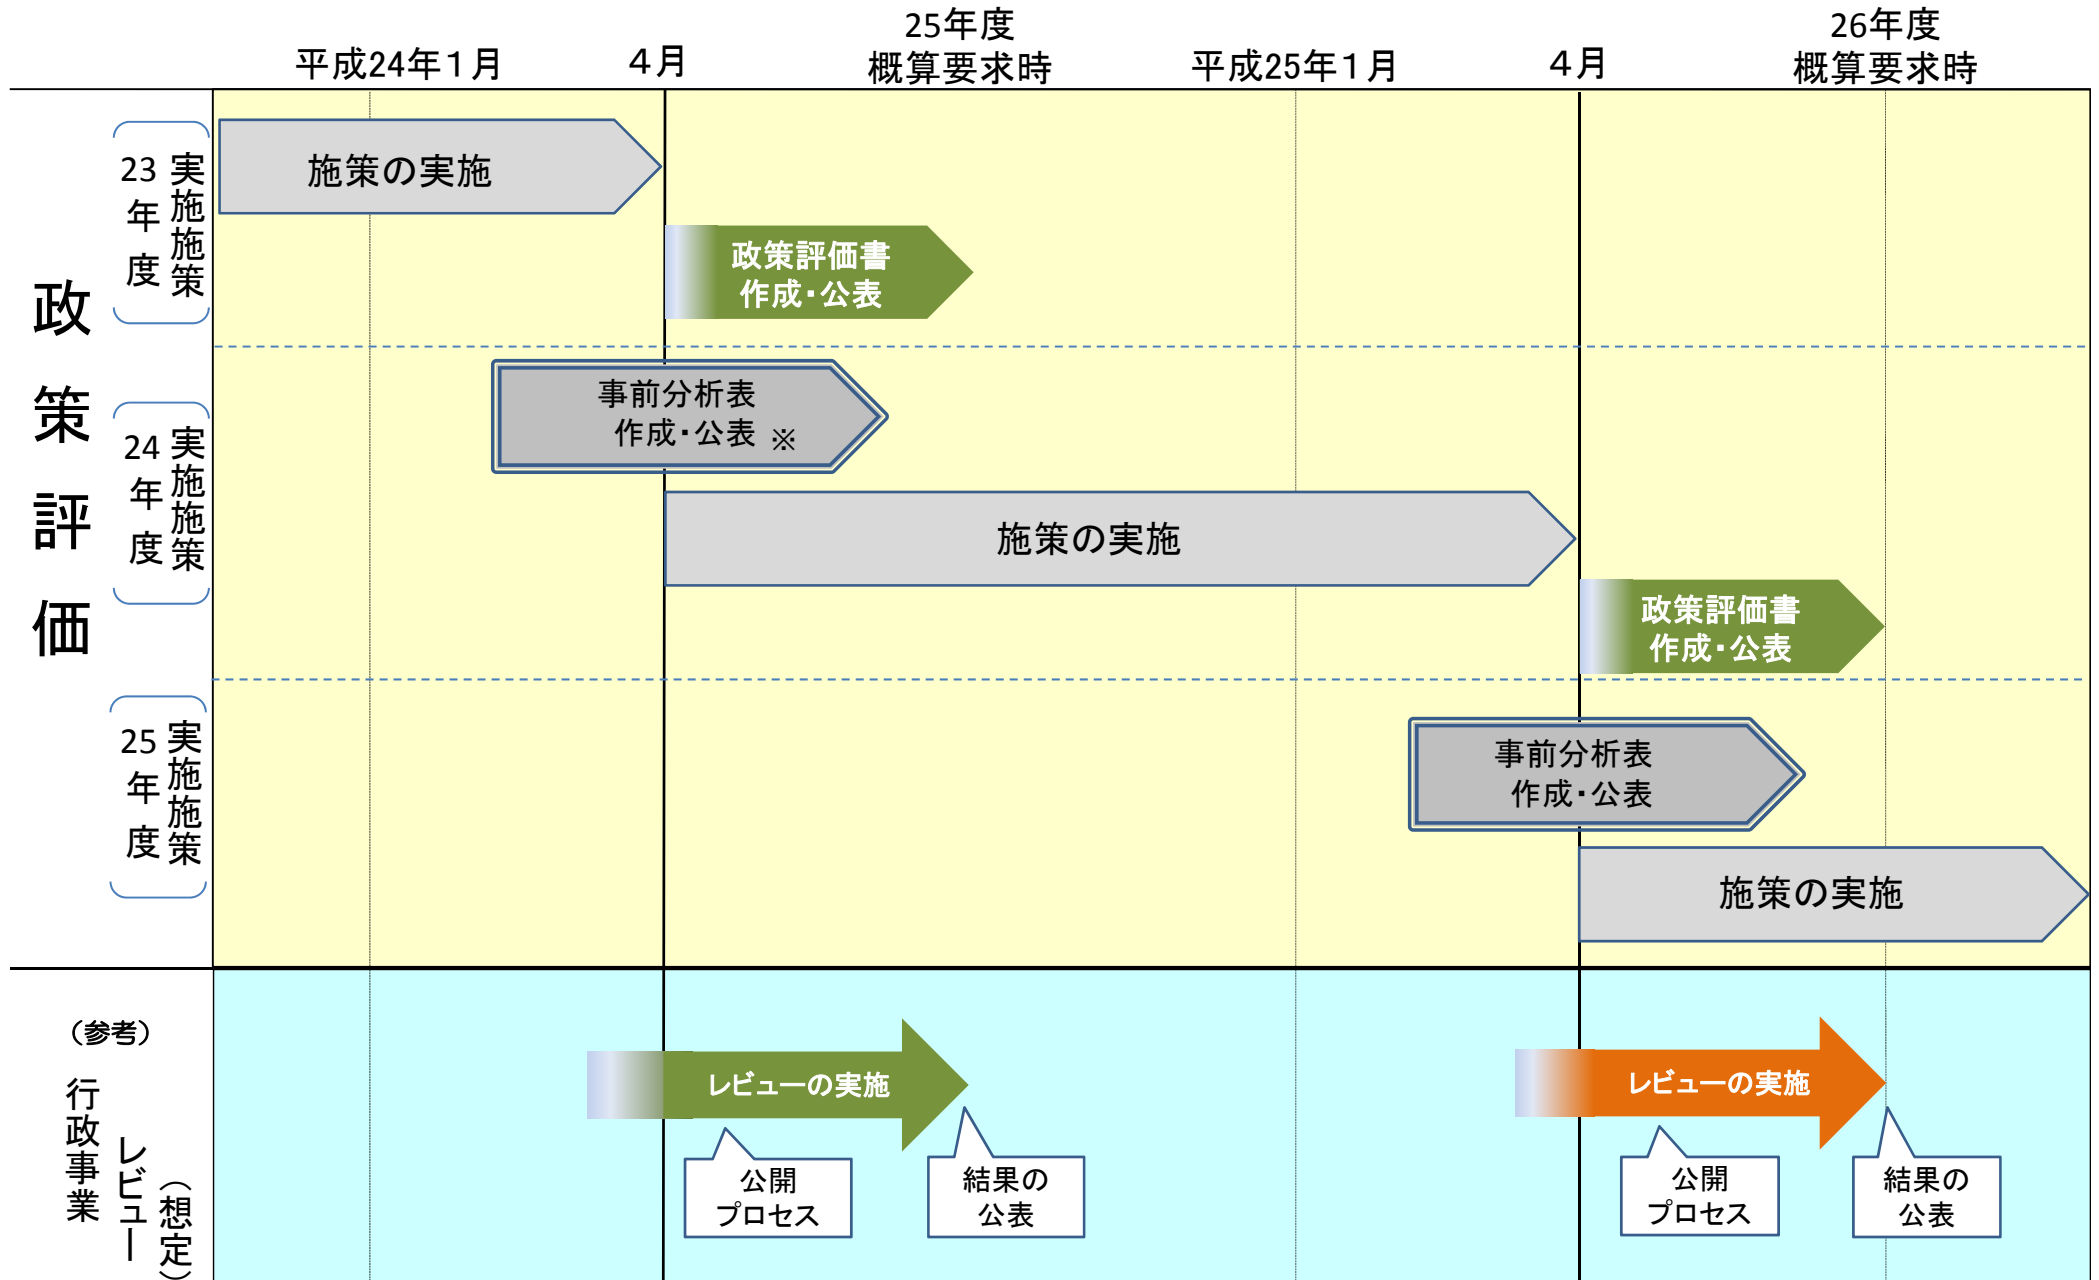 平成24年１月
４月
25年度
概算要求時
平成25年１月
４月
26年度
概算要求時
政策評価
23年度
実施施策
施策の実施
政策評価書
作成・公表
24年度
実施施策
事前分析表
作成・公表 ※
施策の実施
政策評価書
作成・公表
25年度
実施施策
事前分析表
作成・公表
施策の実施
（参考）
行政事業
レビュー
（想定）
レビューの実施
公開
プロセス
結果の
公表
レビューの実施
公開
プロセス
結果の
公表